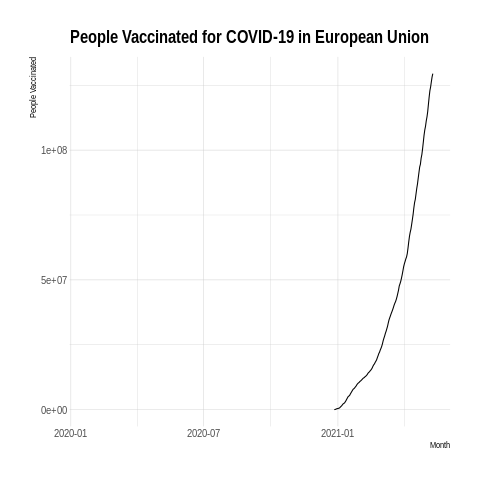 People Vaccinated for COVID-19 in European Union
People Vaccinated
1e+08
5e+07
0e+00
2020-01 2020-07 2021-01
Month